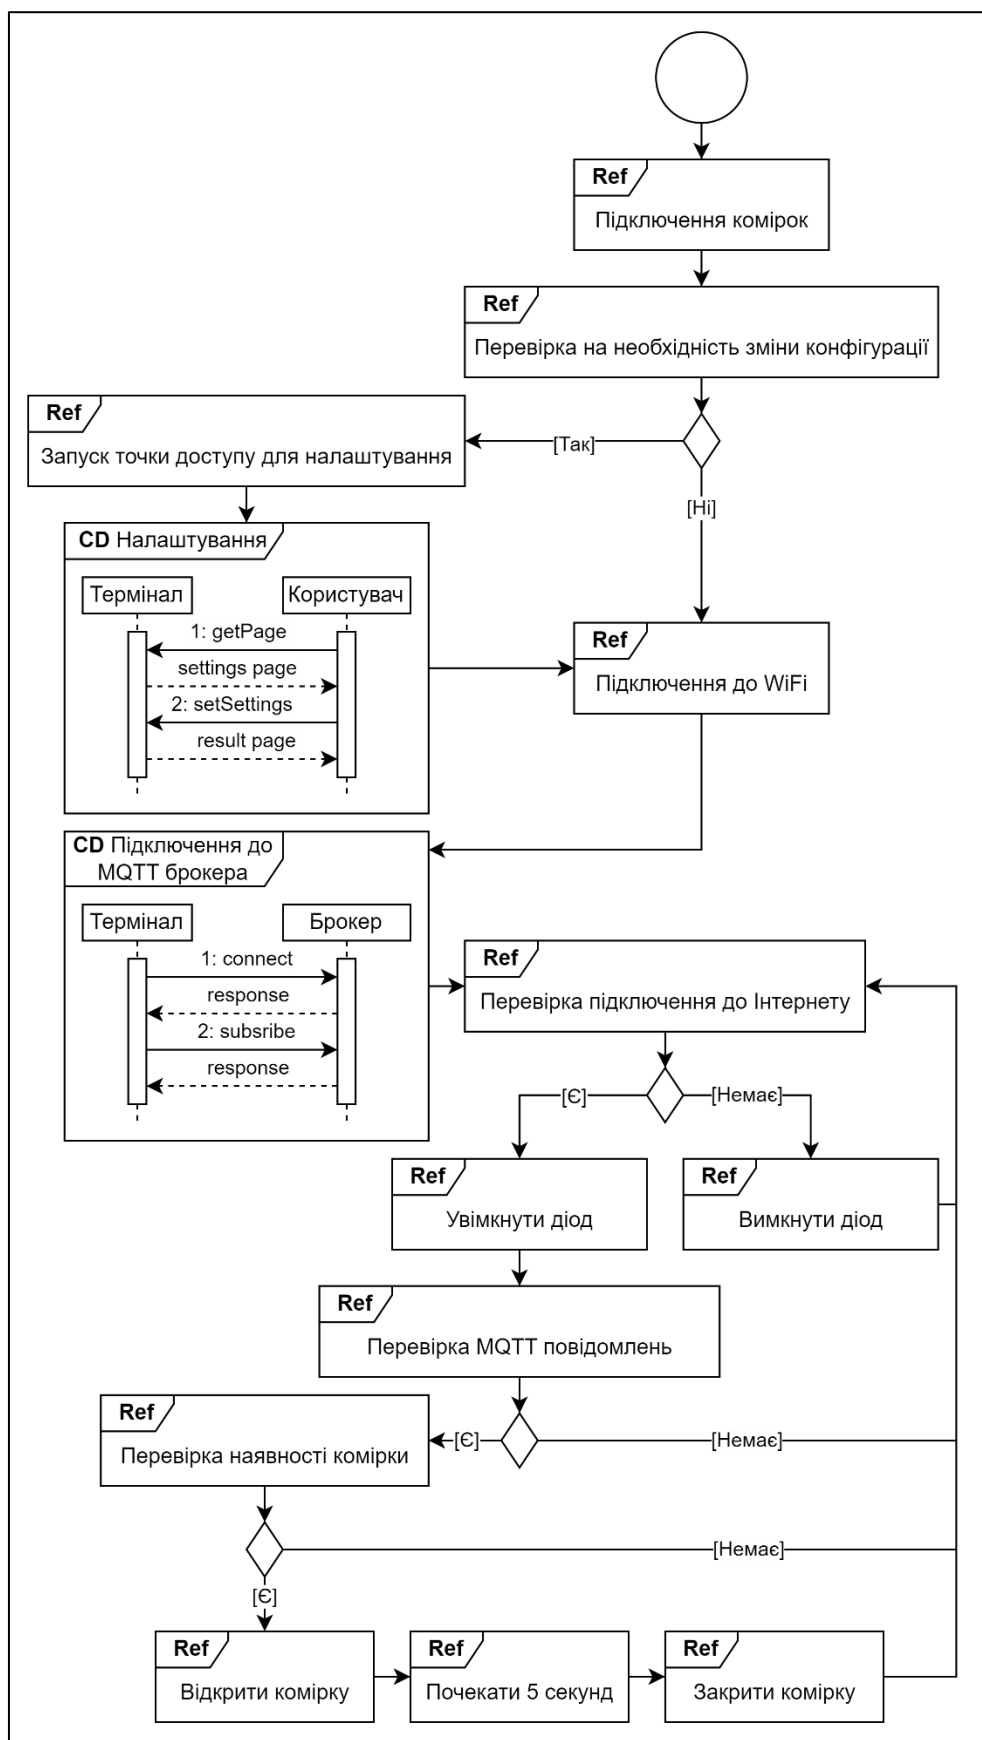 Ref
Підключення комірок
Ref
Перевірка на необхідність зміни конфігурації
Ref
Запуск точки доступу для налаштування
[Так]
[Ні]
CD Налаштування
Термінал
Користувач
1: getPage
settings page
2: setSettings
result page
Ref
Підключення до WiFi
CD Підключення до
MQTT брокера
Термінал
Брокер
1: connect
response
2: subsribe
response
Ref
Перевірка підключення до Інтернету
[Є]
[Немає]
Ref
Увімкнути діод
Ref
Вимкнути діод
Ref
Перевірка MQTT повідомлень
Ref
Перевірка наявності комірки
[Є]
[Немає]
[Немає]
[Є]
Ref
Відкрити комірку
Ref
Почекати 5 секунд
Ref
Закрити комірку